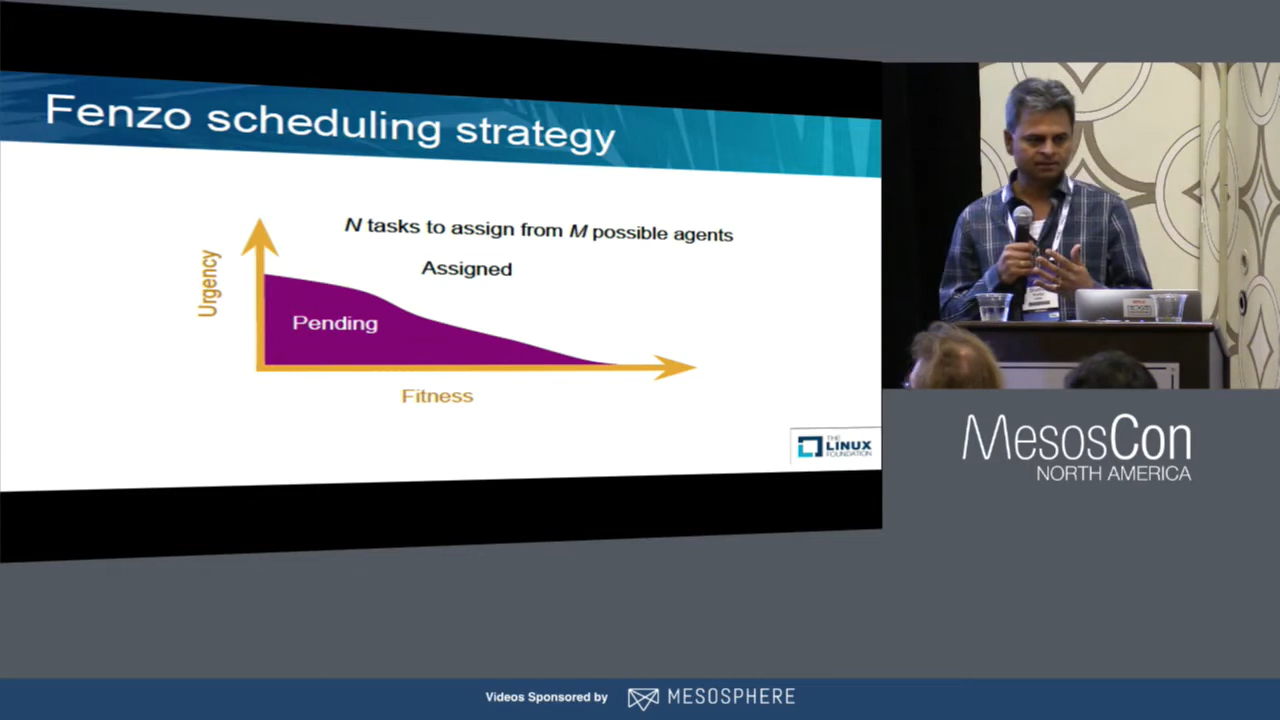 Fenzo scheduling strategy
N tasks to assign from M possible agents
Assigned
Urgency
Pending
Fitness
THE
LINUX
FOUNDATION
MesosCon
NORTH AMERICA
Videos Sponsored by MESOSPHERE